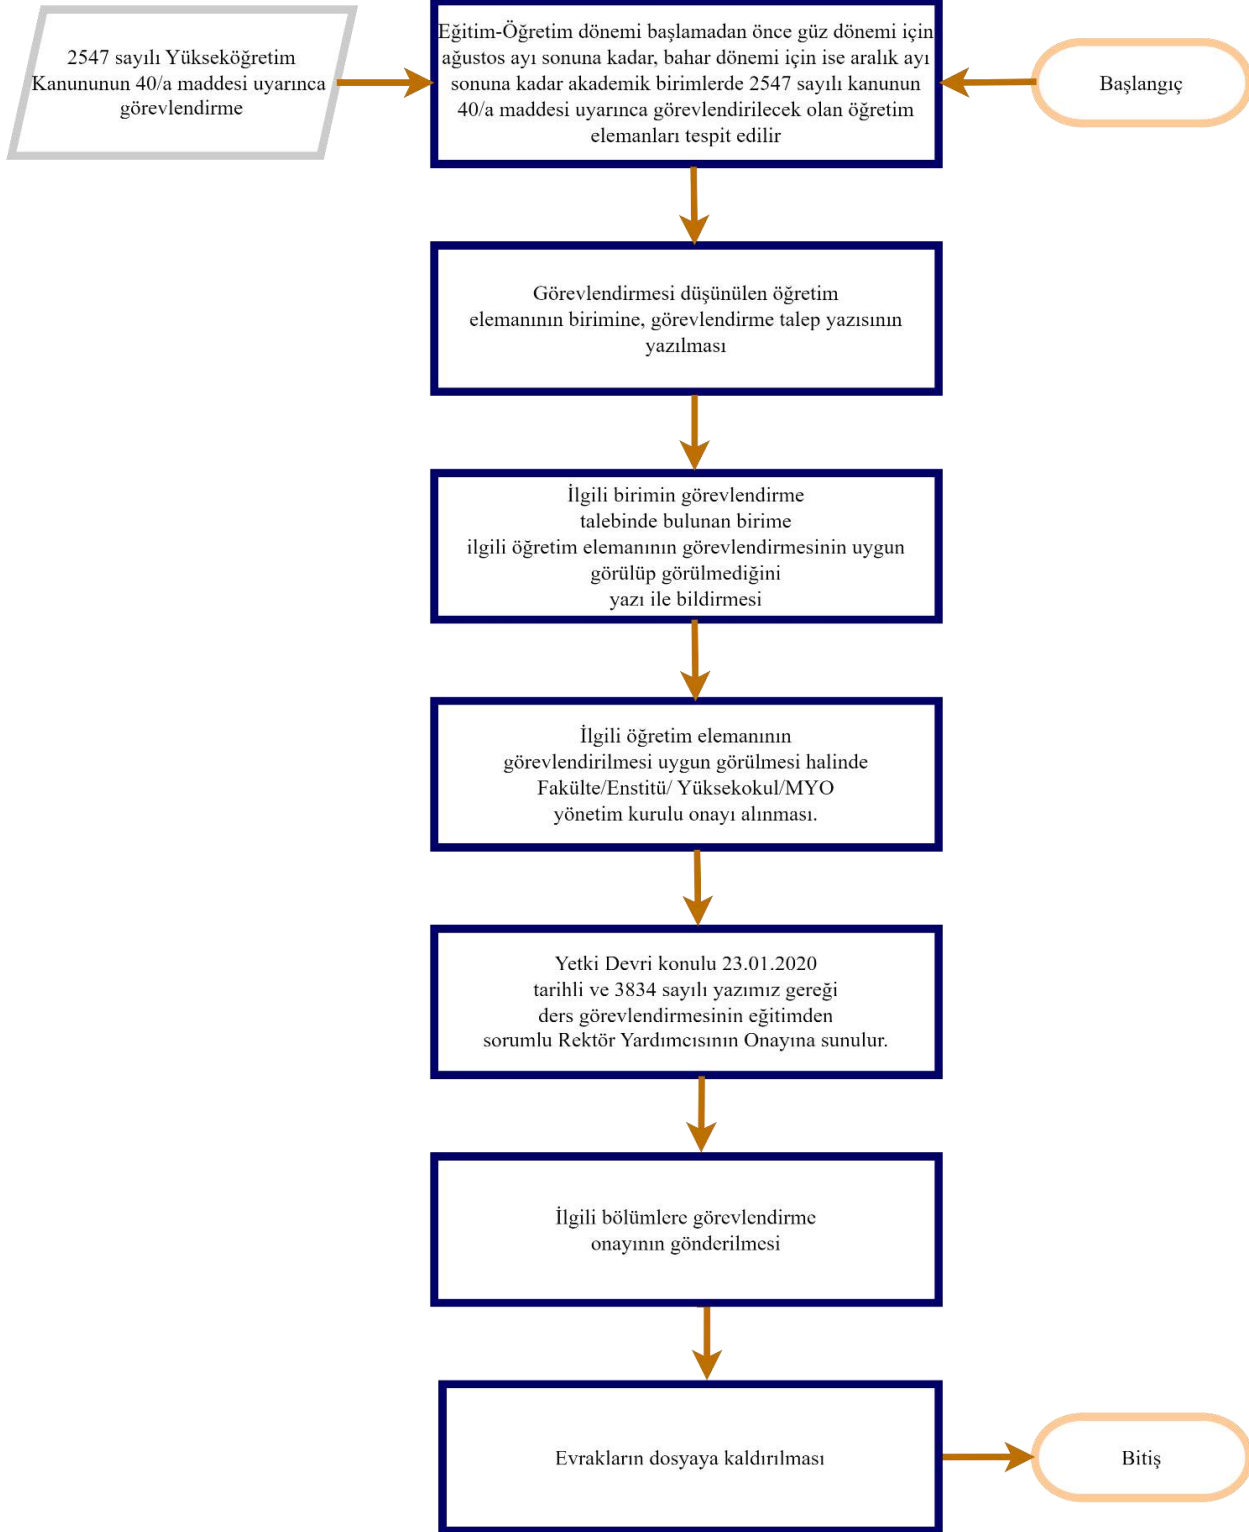 2547 sayılı Yükseköğretim
Kanununun 40/a maddesi uyarınca
görevlendirme
Eğitim-Öğretim dönemi başlamadan önce güz dönemi için
ağustos ayı sonuna kadar, bahar dönemi için ise aralık ayı
sonuna kadar akademik birimlerde 2547 sayılı kanunun
40/a maddesi uyarınca görevlendirilecek olan öğretim
elemanları tespit edilir
Başlangıç
Görevlendirmesi düşünülen öğretim
elemanının birimine, görevlendirme talep yazısının
yazılması
İlgili birimin görevlendirme
talebinde bulunan birime
ilgili öğretim elemanının görevlendirmesinin uygun
görülüp görülmediğini
yazı ile bildirmesi
İlgili öğretim elemanının
görevlendirilmesi uygun görülmesi halinde
Fakülte/Enstitü/ Yüksekokul/MYO
yönetim kurulu onayı alınması.
Yetki Devri konulu 23.01.2020
tarihli ve 3834 sayılı yazımız gereği
ders görevlendirmesinin eğitimden
sorumlu Rektör Yardımcısının Onayına sunulur.
İlgili bölümlere görevlendirme
onayının gönderilmesi
Evrakların dosyaya kaldırılması
Bitiş